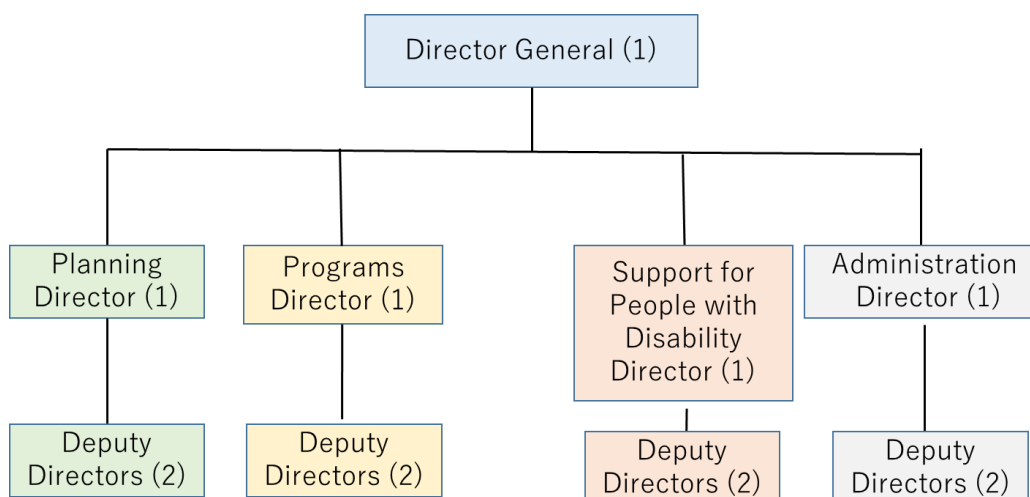 Director General (1)
Planning
Director (1)
Programs
Director (1)
Support for
People with
Disability
Director (1)
Administration
Director (1)
Deputy
Directors (2)
Deputy
Directors (2)
Deputy
Directors (2)
Deputy
Directors (2)